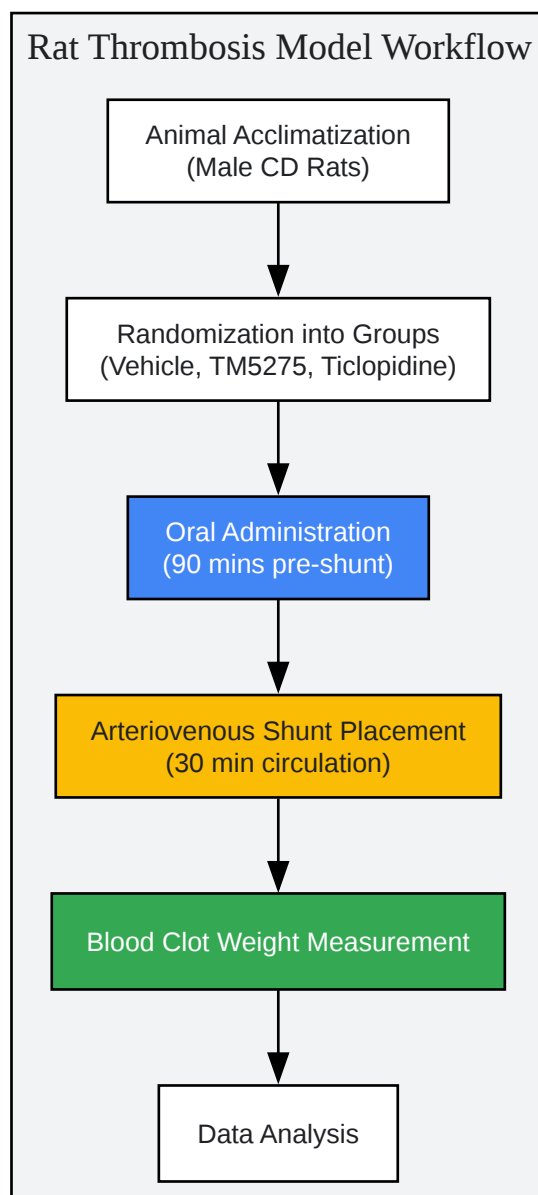 Rat Thrombosis Model Workflow
Animal Acclimatization
(Male CD Rats)
Randomization into Groups
(Vehicle, TM5275, Ticlopidine)
Oral Administration
(90 mins pre-shunt)
Arteriovenous Shunt Placement
(30 min circulation)
Blood Clot Weight Measurement
Data Analysis